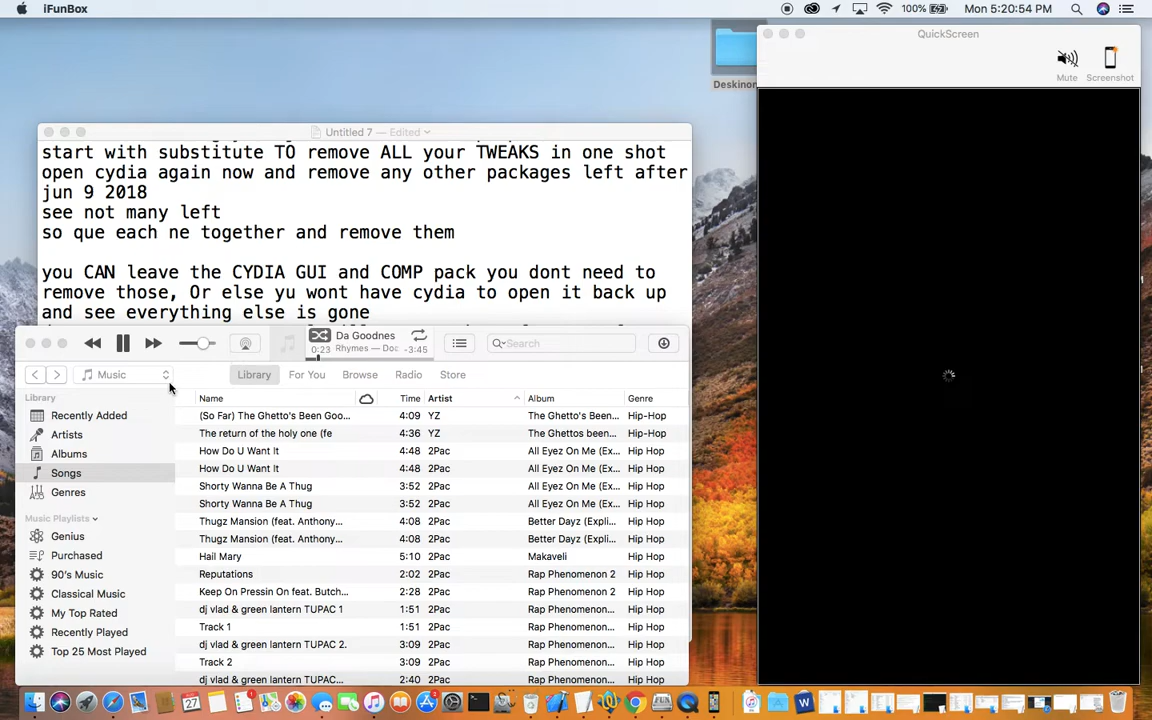 iFunBox
100%
Mon 5:20:54 PM
QuickScreen
Mute
Screenshot
Untitled 7 — Edited
start with substitute TO remove ALL your TWEAKS in one shot
open cydia again now and remove any other packages left after
jun 9 2018
see not many left
so que each ne together and remove them
you CAN leave the CYDIA GUI and COMP pack you dont need to
remove those, Or else yu wont have cydia to open it back up
and see everything else is gone
Da Goodnes
0:23 Rhymes — Doc -3:45
Search
Music
Library For You Browse Radio Store
Library
Recently Added
Artists
Albums
Songs
Genres
Music Playlists
Genius
Purchased
90's Music
Classical Music
My Top Rated
Recently Played
Top 25 Most Played
Name Time Artist Album Genre
(So Far) The Ghetto's Been Goo... 4:09 YZ The Ghetto's Been... Hip-Hop
The return of the holy one (fe 4:36 YZ The Ghettos been... Hip-Hop
How Do U Want It 4:48 2Pac All Eyez On Me (Ex... Hip Hop
How Do U Want It 4:48 2Pac All Eyez On Me (Ex... Hip Hop
Shorty Wanna Be A Thug 3:52 2Pac All Eyez On Me (Ex... Hip Hop
Shorty Wanna Be A Thug 3:52 2Pac All Eyez On Me (Ex... Hip Hop
Thugz Mansion (feat. Anthony... 4:08 2Pac Better Dayz (Expli... Hip Hop
Thugz Mansion (feat. Anthony... 4:08 2Pac Better Dayz (Expli... Hip Hop
Hail Mary 5:10 2Pac Makaveli Hip Hop
Reputations 2:02 2Pac Rap Phenomenon 2 Hip Hop
Keep On Pressin On feat. Butch... 2:28 2Pac Rap Phenomenon 2 Hip Hop
dj vlad & green lantern TUPAC 1 1:51 2Pac Rap Phenomenon 2 Hip Hop
Track 1 1:51 2Pac Rap Phenomenon 2 Hip Hop
dj vlad & green lantern TUPAC 2. 3:09 2Pac Rap Phenomenon 2 Hip Hop
Track 2 3:09 2Pac Rap Phenomenon 2 Hip Hop
dj vlad & green lantern TUPAC 3 2:40 2Pac Rap Phenomenon 2 Hip Hop
27